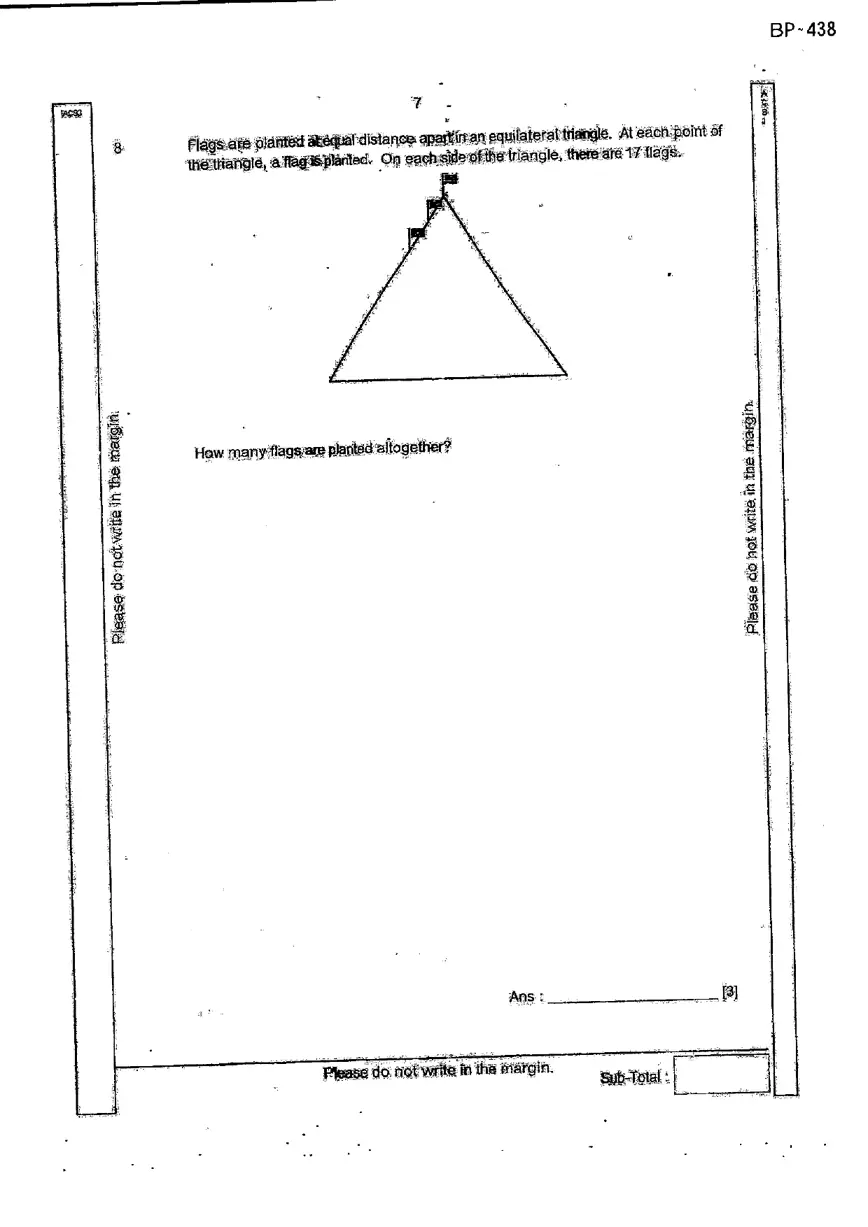 BP-438
7
8
Flags are planted at equal distance apart in an equilateral triangle. At each point of
the triangle, a flag is planted. On each side of the triangle, there are 17 flags.
How many flags are planted altogether?
Please do not write in the margin.
Please do not write in the margin.
Ans : ____________________ [3]
Please do not write in the margin.
Sub-Total :